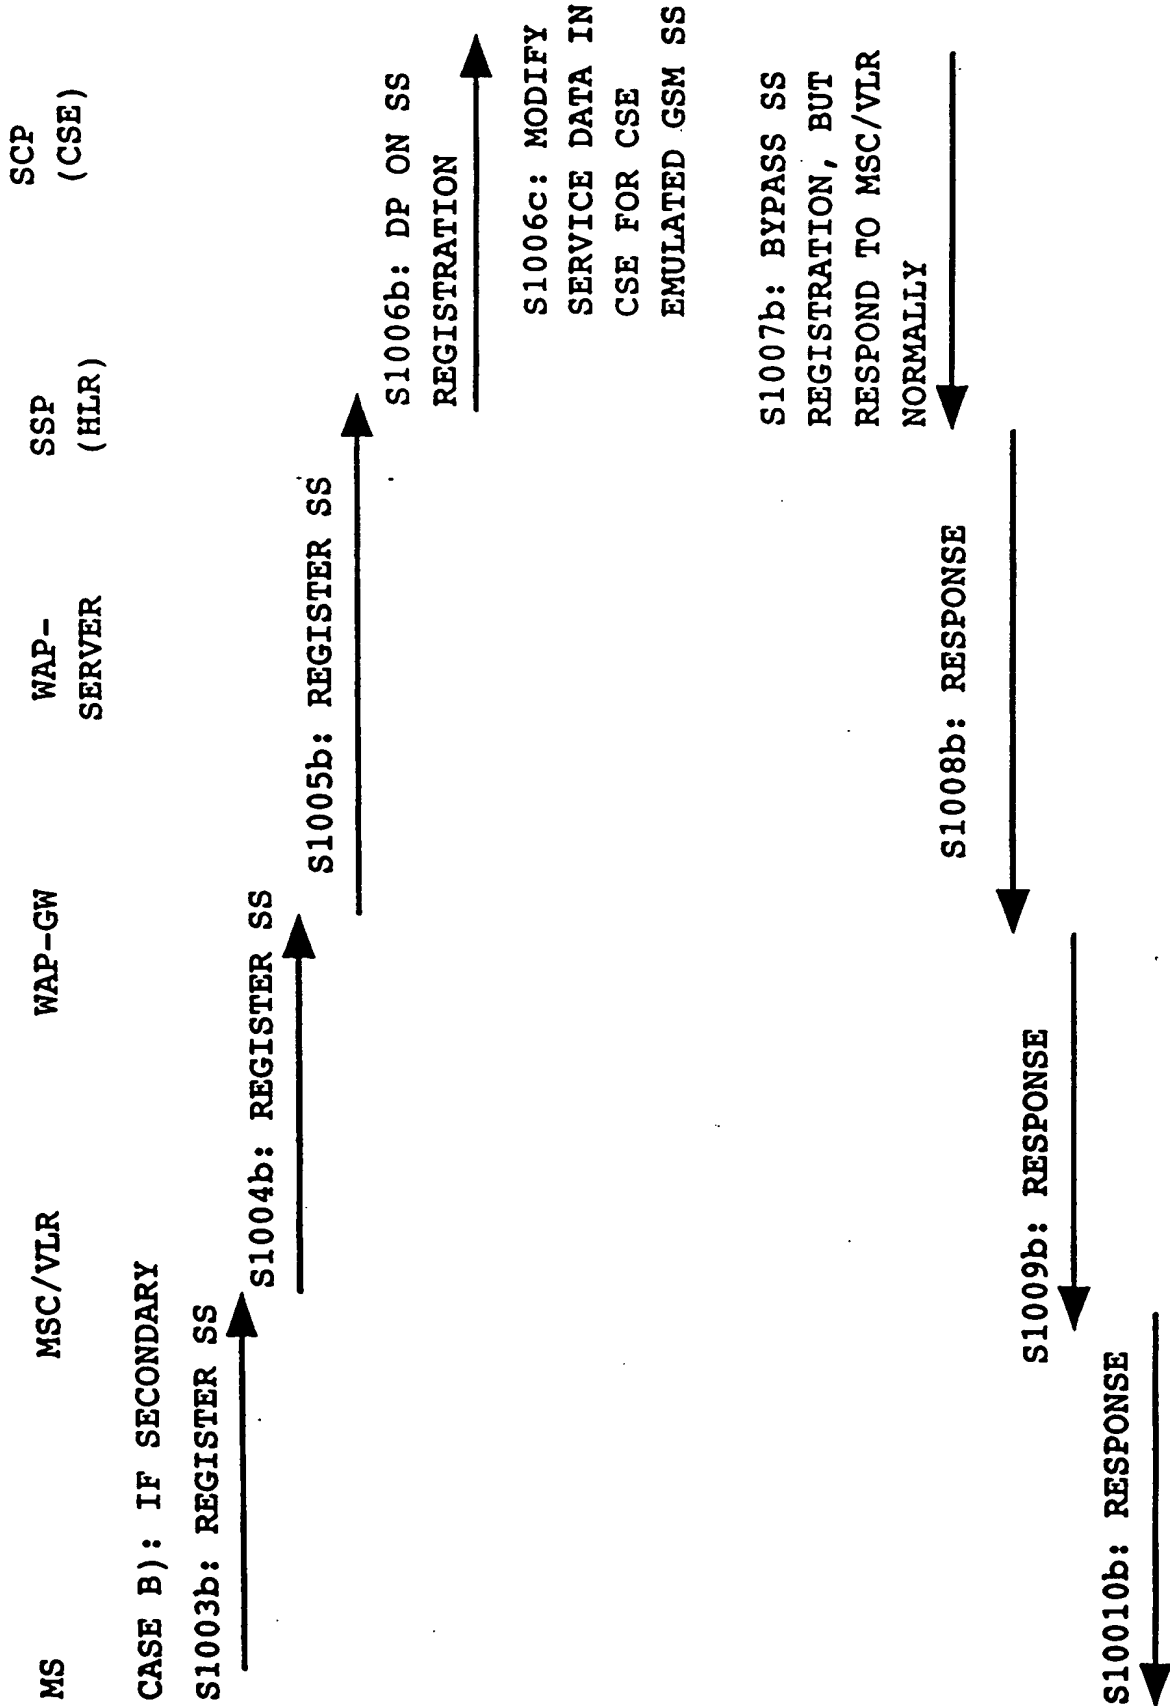 MS
MSC/VLR
WAP-GW
WAP-
SERVER
SSP
(HLR)
SCP
(CSE)
CASE B): IF SECONDARY
S1003b: REGISTER SS
S1004b: REGISTER SS
S1005b: REGISTER SS
S1006b: DP ON SS
REGISTRATION
S1006c: MODIFY
SERVICE DATA IN
CSE FOR CSE
EMULATED GSM SS
S1007b: BYPASS SS
REGISTRATION, BUT
RESPOND TO MSC/VLR
NORMALLY
S1008b: RESPONSE
S1009b: RESPONSE
S10010b: RESPONSE